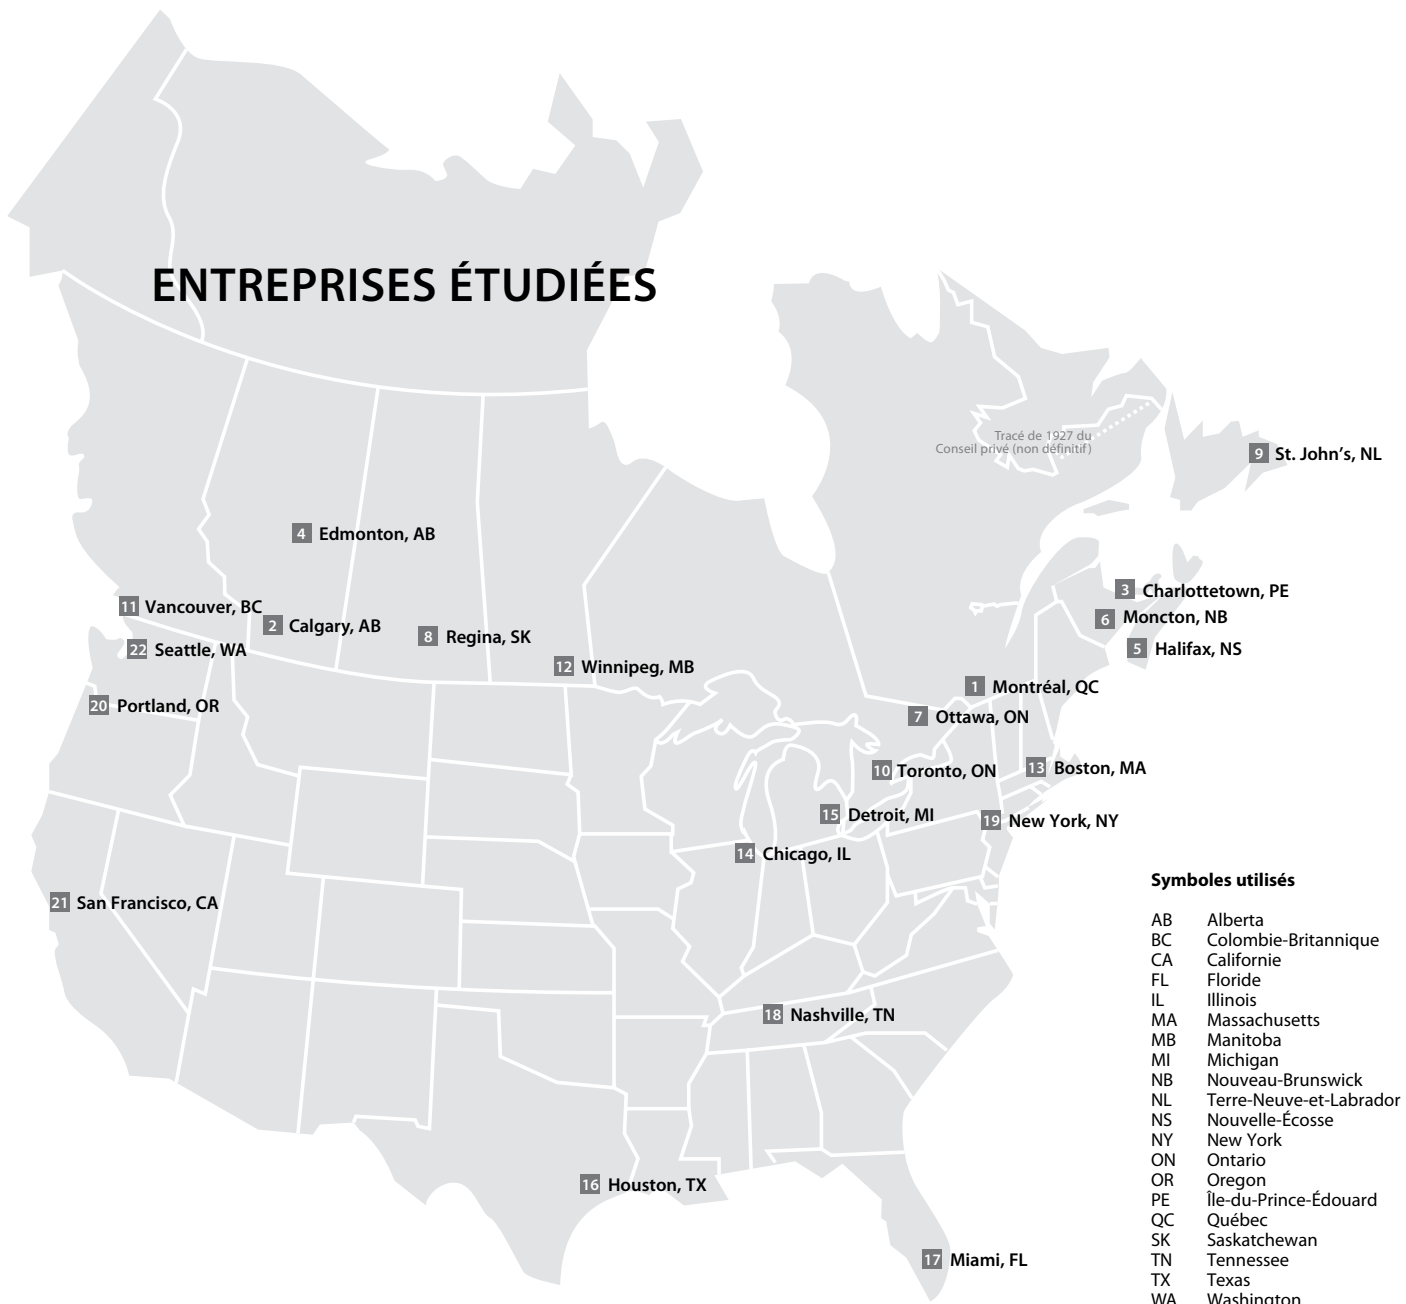 ENTREPRISES ÉTUDIÉES
Tracé de 1927 du
Conseil privé (non définitif)
9 St. John's, NL
4 Edmonton, AB
3 Charlottetown, PE
11 Vancouver, BC
6 Moncton, NB
2 Calgary, AB
8 Regina, SK
22 Seattle, WA
5 Halifax, NS
12 Winnipeg, MB
1 Montréal, QC
20 Portland, OR
7 Ottawa, ON
10 Toronto, ON
13 Boston, MA
15 Detroit, MI
19 New York, NY
14 Chicago, IL
21 San Francisco, CA
18 Nashville, TN
16 Houston, TX
17 Miami, FL
Symboles utilisés
AB Alberta
BC Colombie-Britannique
CA Californie
FL Floride
IL Illinois
MA Massachusetts
MB Manitoba
MI Michigan
NB Nouveau-Brunswick
NL Terre-Neuve-et-Labrador
NS Nouvelle-Écosse
NY New York
ON Ontario
OR Oregon
PE Île-du-Prince-Édouard
QC Québec
SK Saskatchewan
TN Tennessee
TX Texas
WA Washington